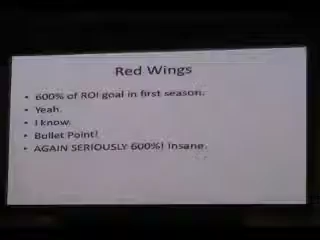 Red Wings
• 600% of ROI goal in first season.
• Yeah.
• I know.
• Bullet Point!
• AGAIN SERIOUSLY 600%! Insane.